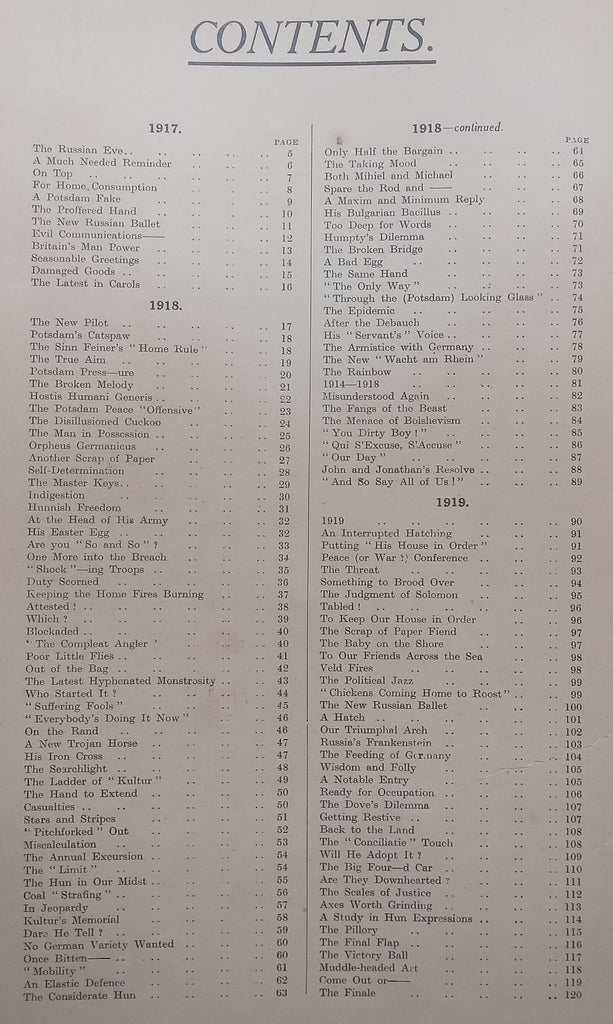 CONTENTS.
1917.
PAGE
The Russian Eve.. .. .. .. .. 5
A Much Needed Reminder .. .. .. 6
On Top .. .. .. .. .. 7
For Home Consumption .. .. .. 8
A Potsdam Fake .. .. .. .. 9
The Proffered Hand .. .. .. 10
The New Russian Ballet .. .. .. 11
Evil Communications—— .. .. .. 12
Britain's Man Power .. .. .. 13
Seasonable Greetings .. .. .. 14
Damaged Goods .. .. .. .. 15
The Latest in Carols .. .. .. 16
1918.
The New Pilot .. .. .. .. 17
Potsdam's Catspaw .. .. .. 18
The Sinn Feiner's "Home Rule" .. .. 18
The True Aim .. .. .. .. 19
Potsdam Press—ure .. .. .. 20
The Broken Melody .. .. .. 21
Hostis Humani Generis .. .. .. 22
The Potsdam Peace "Offensive" .. .. 23
The Disillusioned Cuckoo .. .. .. 24
The Man in Possession .. .. .. 25
Orpheus Germanicus .. .. .. 26
Another Scrap of Paper .. .. .. 27
Self-Determination .. .. .. 28
The Master Keys.. .. .. .. 29
Indigestion .. .. .. .. 30
Hunnish Freedom .. .. .. 31
At the Head of His Army .. .. .. 32
His Easter Egg .. .. .. .. 32
Are you "So and So"? .. .. .. 33
One More into the Breach .. .. .. 34
"Shock"—ing Troops .. .. .. 35
Duty Scorned .. .. .. .. 36
Keeping the Home Fires Burning .. .. 37
Attested! .. .. .. .. .. 38
Which? .. .. .. .. .. 39
Blockaded .. .. .. .. .. 40
"The Compleat Angler" .. .. .. 40
Poor Little Flies .. .. .. .. 41
Out of the Bag .. .. .. .. 42
The Latest Hyphenated Monstrosity .. .. 43
Who Started It? .. .. .. .. 44
"Suffering Fools" .. .. .. 45
"Everybody's Doing It Now" .. .. 46
On the Rand .. .. .. .. 46
A New Trojan Horse .. .. .. 47
His Iron Cross .. .. .. .. 47
The Searchlight .. .. .. .. 48
The Ladder of "Kultur" .. .. .. 49
The Hand to Extend .. .. .. 50
Casualties .. .. .. .. .. 50
Stars and Stripes .. .. .. 51
"Pitchforked" Out .. .. .. 52
Miscalculation .. .. .. .. 53
The Annual Excursion .. .. .. 54
The "Limit" .. .. .. .. 54
The Hun in Our Midst .. .. .. 55
Coal "Strafing" .. .. .. .. 56
In Jeopardy .. .. .. .. 57
Kultur's Memorial .. .. .. 58
Dare He Tell? .. .. .. .. 59
No German Variety Wanted .. .. .. 60
Once Bitten—— .. .. .. .. 60
"Mobility" .. .. .. .. 61
An Elastic Defence .. .. .. 62
The Considerate Hun .. .. .. 63
1918—continued.
PAGE
Only Half the Bargain .. .. .. .. 64
The Taking Mood .. .. .. .. 65
Both Mihiel and Michael .. .. .. 66
Spare the Rod and —— .. .. .. 67
A Maxim and Minimum Reply .. .. .. 68
His Bulgarian Bacillus .. .. .. .. 69
Too Deep for Words .. .. .. .. 70
Humpty's Dilemma .. .. .. .. 71
The Broken Bridge .. .. .. .. 71
A Bad Egg .. .. .. .. .. 72
The Same Hand .. .. .. .. 73
"The Only Way" .. .. .. .. 73
"Through the (Potsdam) Looking Glass" .. .. 74
The Epidemic .. .. .. .. 75
After the Debauch .. .. .. .. 76
His "Servant's" Voice .. .. .. .. 77
The Armistice with Germany .. .. .. 78
The New "Wacht am Rhein" .. .. .. 79
The Rainbow .. .. .. .. 80
1914—1918 .. .. .. .. 81
Misunderstood Again .. .. .. .. 82
The Fangs of the Beast .. .. .. 83
The Menace of Bolshevism .. .. .. 84
"You Dirty Boy!" .. .. .. .. 85
"Qui S'Excuse, S'Accuse" .. .. .. 86
"Our Day" .. .. .. .. 87
John and Jonathan's Resolve .. .. .. 88
"And So Say All of Us!" .. .. .. 89
1919.
1919 .. .. .. .. .. 90
An Interrupted Hatching .. .. .. 91
Putting "His House in Order" .. .. .. 91
Peace (or War?) Conference .. .. .. 92
The Threat .. .. .. .. 93
Something to Brood Over .. .. .. 94
The Judgment of Solomon .. .. .. 95
Tabled! .. .. .. .. .. 96
To Keep Our House in Order .. .. .. 96
The Scrap of Paper Fiend .. .. .. 97
The Baby on the Shore .. .. .. 97
To Our Friends Across the Sea .. .. .. 98
Veld Fires .. .. .. .. 98
The Political Jazz .. .. .. .. 99
"Chickens Coming Home to Roost" .. .. .. 99
The New Russian Ballet .. .. .. 100
A Hatch .. .. .. .. .. 101
Our Triumphal Arch .. .. .. .. 102
Russia's Frankenstein .. .. .. .. 103
The Feeding of Germany .. .. .. 104
Wisdom and Folly .. .. .. .. 105
A Notable Entry .. .. .. .. 105
Ready for Occupation .. .. .. .. 106
The Dove's Dilemma .. .. .. .. 107
Getting Restive .. .. .. .. 107
Back to the Land .. .. .. .. 108
The "Conciliatie" Touch .. .. .. 108
Will He Adopt It? .. .. .. .. 109
The Big Four—d Car .. .. .. .. 110
Are They Downhearted? .. .. .. 111
The Scales of Justice .. .. .. .. 112
Axes Worth Grinding .. .. .. .. 113
A Study in Hun Expressions .. .. .. 114
The Pillory .. .. .. .. 115
The Final Flap .. .. .. .. 116
The Victory Ball .. .. .. .. 117
Muddle-headed Art .. .. .. .. 118
Come Out or—— .. .. .. .. 119
The Finale .. .. .. .. 120